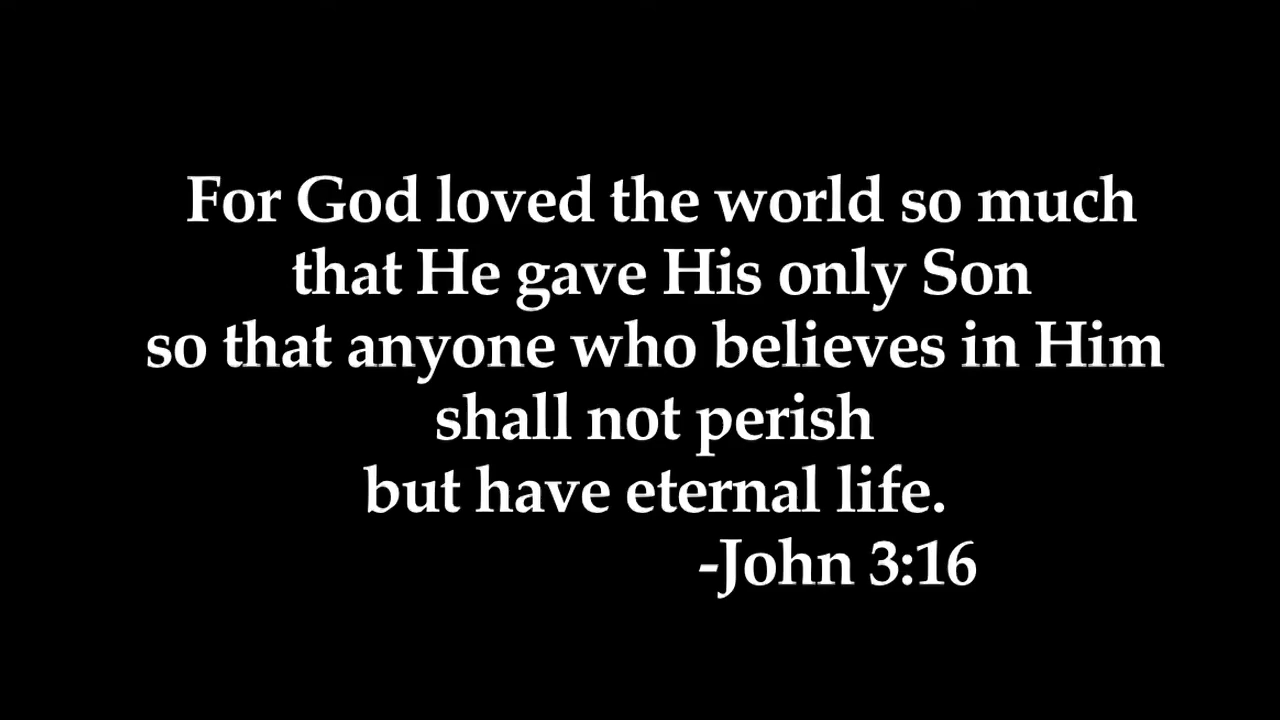 For God loved the world so much
that He gave His only Son
so that anyone who believes in Him
shall not perish
but have eternal life.
-John 3:16